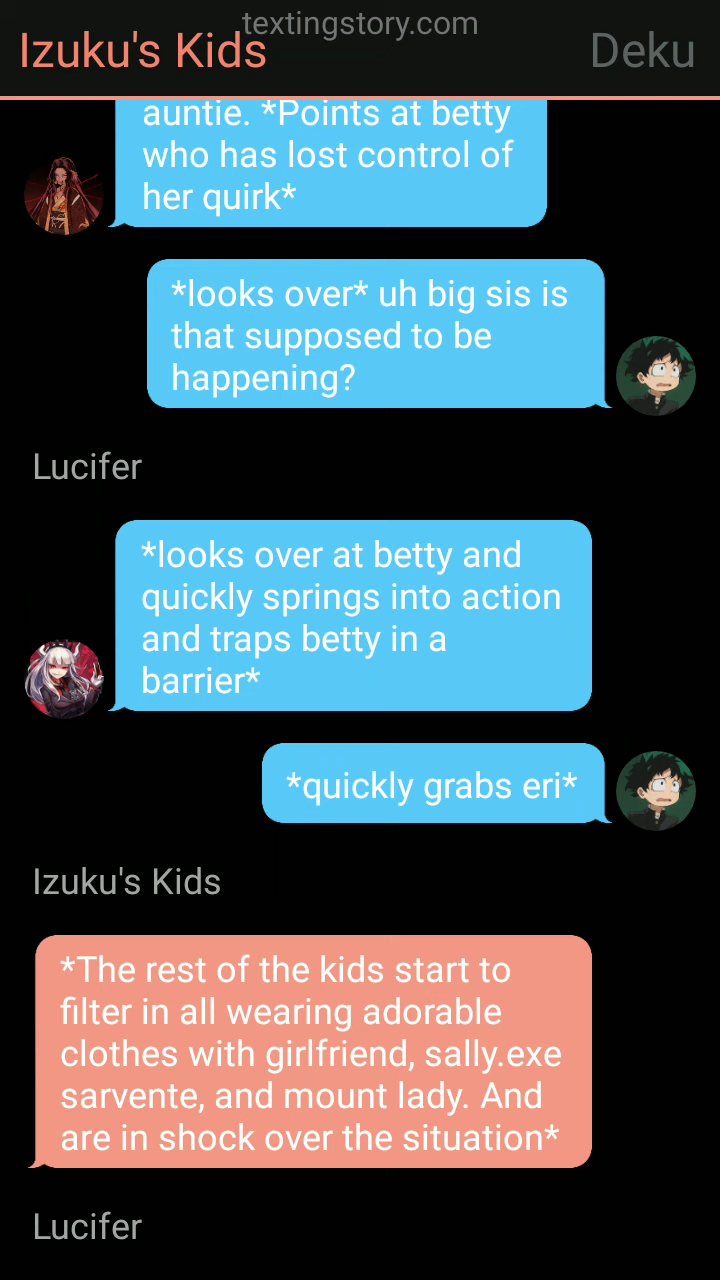 textingstory.com
Izuku's Kids
Deku
auntie. *Points at betty
who has lost control of
her quirk*
*looks over* uh big sis is
that supposed to be
happening?
Lucifer
*looks over at betty and
quickly springs into action
and traps betty in a
barrier*
*quickly grabs eri*
Izuku's Kids
*The rest of the kids start to
filter in all wearing adorable
clothes with girlfriend, sally.exe
sarvente, and mount lady. And
are in shock over the situation*
Lucifer